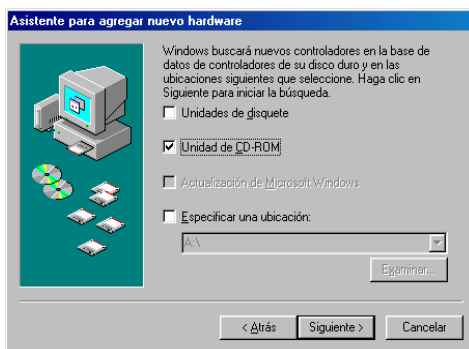 Asistente para agregar nuevo hardware
Windows buscará nuevos controladores en la base de
datos de controladores de su disco duro y en las
ubicaciones siguientes que seleccione. Haga clic en
Siguiente para iniciar la búsqueda.
Unidades de disquete
Unidad de CD-ROM
Actualización de Microsoft Windows
Especificar una ubicación:
A:\
Examinar...
< Atrás
Siguiente >
Cancelar